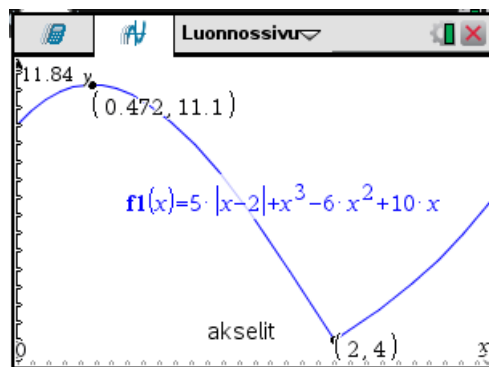 Luonnossivu
11.84 y
(0.472, 11.1)
f1(x)=5·|x-2|+x³-6·x²+10·x
akselit
(2,4)
0 x